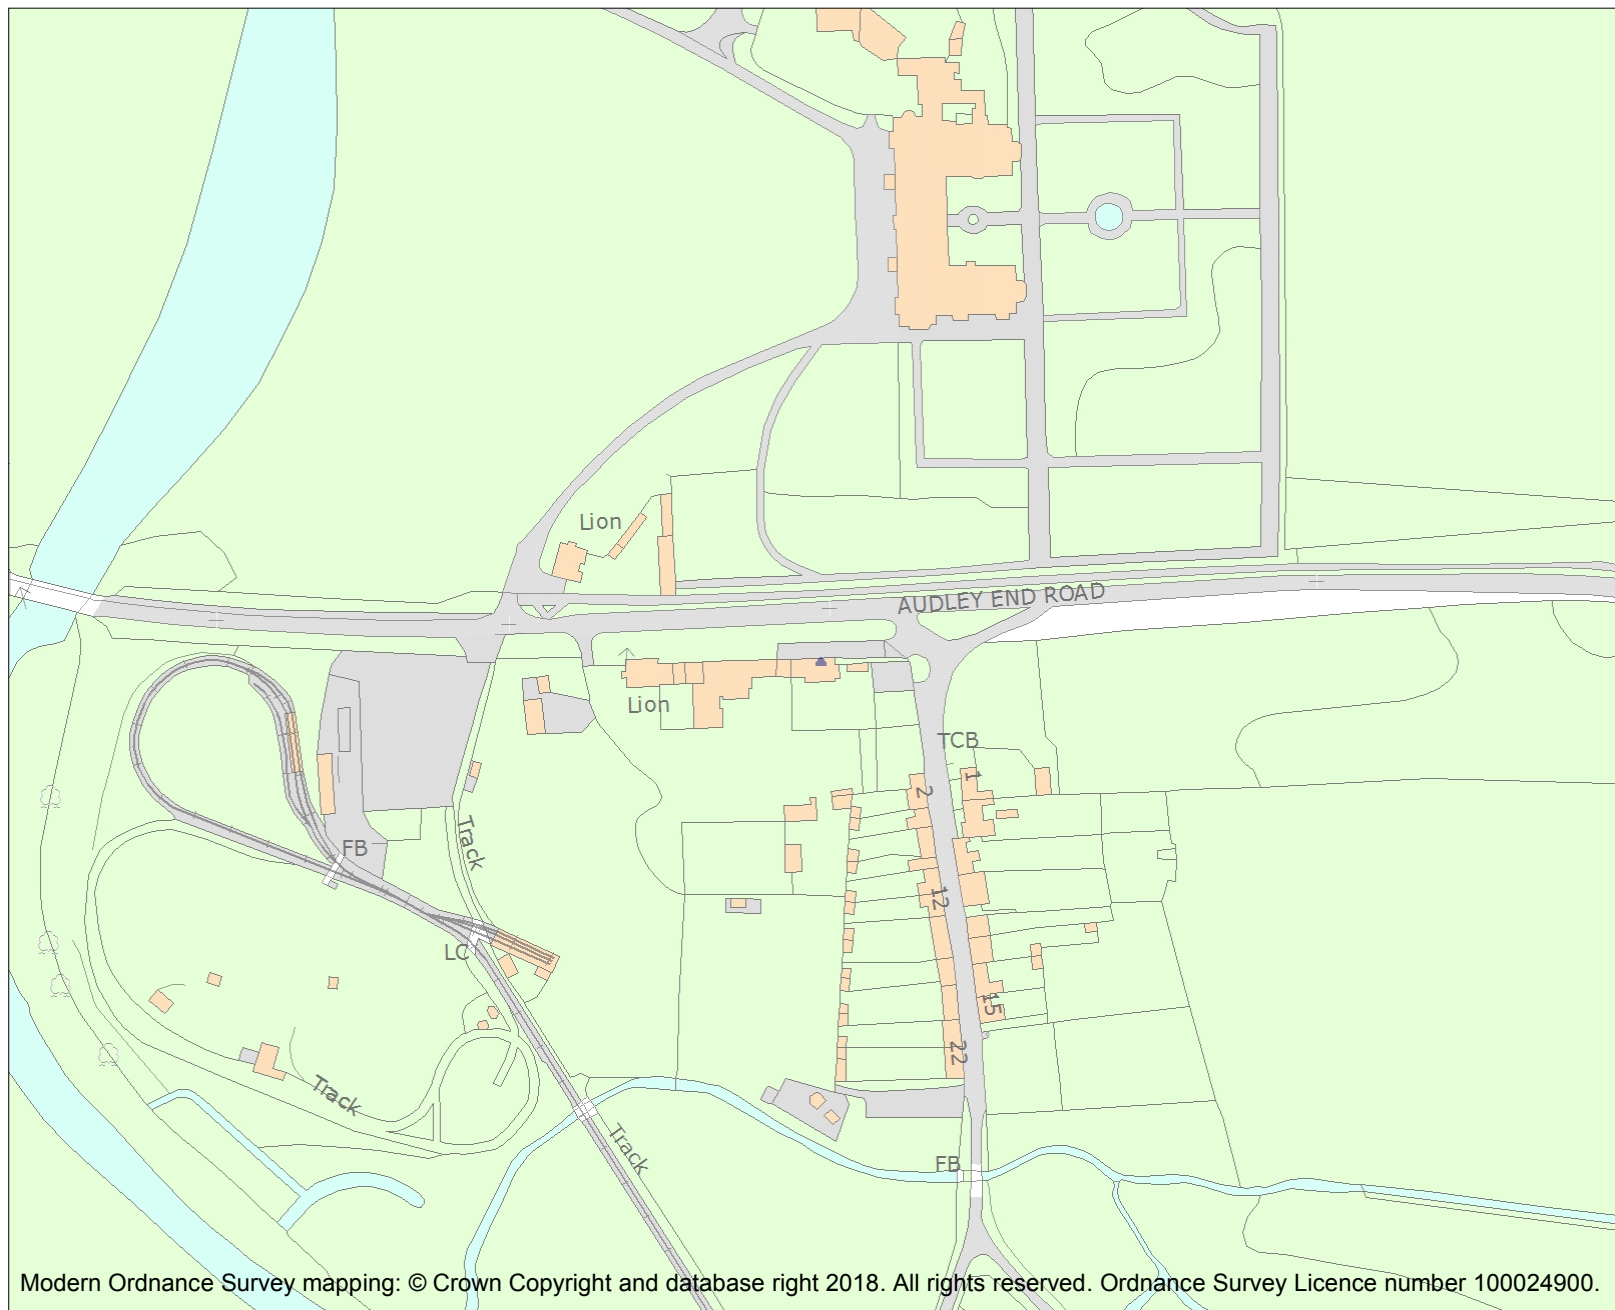 Lion
AUDLEY END ROAD
Lion
TCB
1
2
Track
FB
12
LC
15
22
Track
Track
FB
Modern Ordnance Survey mapping: © Crown Copyright and database right 2018. All rights reserved. Ordnance Survey Licence number 100024900.